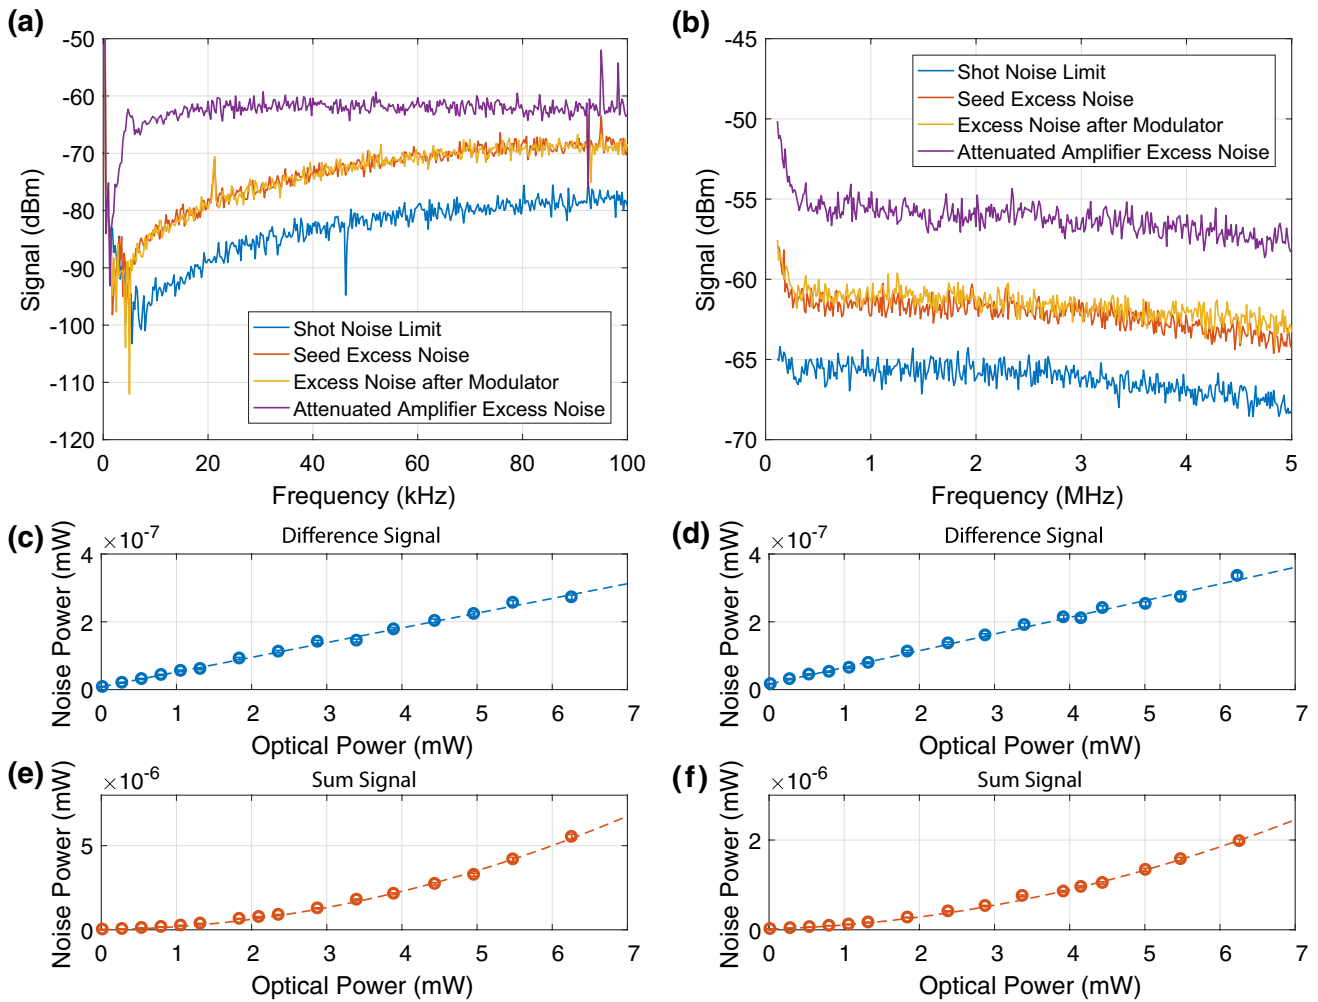 (a)
-50
-60
-70
-80
-90
-100
-110
-120
Signal (dBm)
Shot Noise Limit
Seed Excess Noise
Excess Noise after Modulator
Attenuated Amplifier Excess Noise
0 20 40 60 80 100
Frequency (kHz)
(b)
-45
-50
-55
-60
-65
-70
Signal (dBm)
Shot Noise Limit
Seed Excess Noise
Excess Noise after Modulator
Attenuated Amplifier Excess Noise
0 1 2 3 4 5
Frequency (MHz)
(c)
×10-7
Difference Signal
4
2
0
Noise Power (mW)
0 1 2 3 4 5 6 7
Optical Power (mW)
(d)
×10-7
Difference Signal
4
2
0
Noise Power (mW)
0 1 2 3 4 5 6 7
Optical Power (mW)
(e)
×10-6
Sum Signal
5
0
Noise Power (mW)
0 1 2 3 4 5 6 7
Optical Power (mW)
(f)
×10-6
Sum Signal
2
0
Noise Power (mW)
0 1 2 3 4 5 6 7
Optical Power (mW)